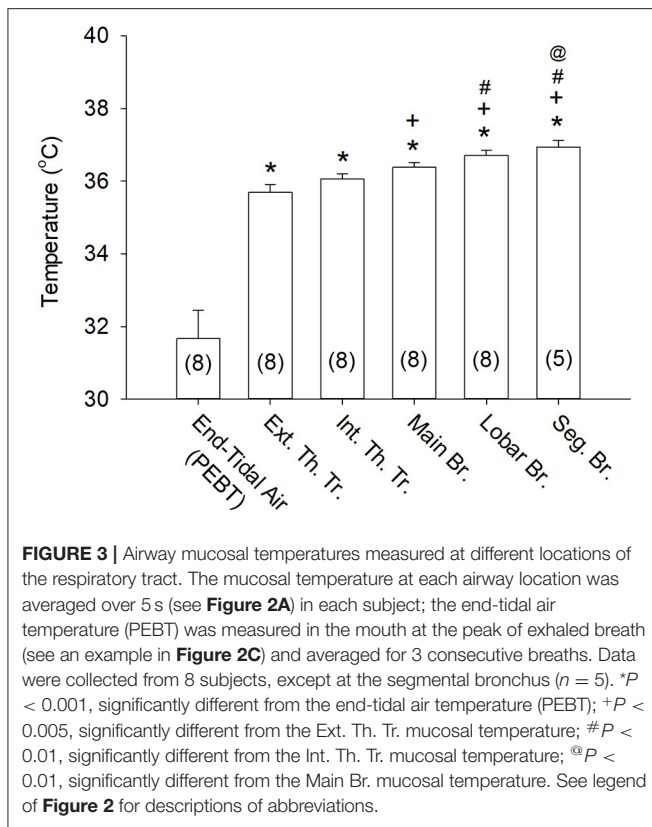 40
38
36
34
32
30
Temperature (°C)
@
#
#
+
+
+
*
*
*
*
*
(8)
(8)
(8)
(8)
(8)
(5)
End-Tidal Air
(PEBT)
Ext. Th. Tr.
Int. Th. Tr.
Main Br.
Lobar Br.
Seg. Br.
FIGURE 3 | Airway mucosal temperatures measured at different locations of
the respiratory tract. The mucosal temperature at each airway location was
averaged over 5 s (see Figure 2A) in each subject; the end-tidal air
temperature (PEBT) was measured in the mouth at the peak of exhaled breath
(see an example in Figure 2C) and averaged for 3 consecutive breaths. Data
were collected from 8 subjects, except at the segmental bronchus (n = 5). *P
< 0.001, significantly different from the end-tidal air temperature (PEBT); +P <
0.005, significantly different from the Ext. Th. Tr. mucosal temperature; #P <
0.01, significantly different from the Int. Th. Tr. mucosal temperature; @P <
0.01, significantly different from the Main Br. mucosal temperature. See legend
of Figure 2 for descriptions of abbreviations.